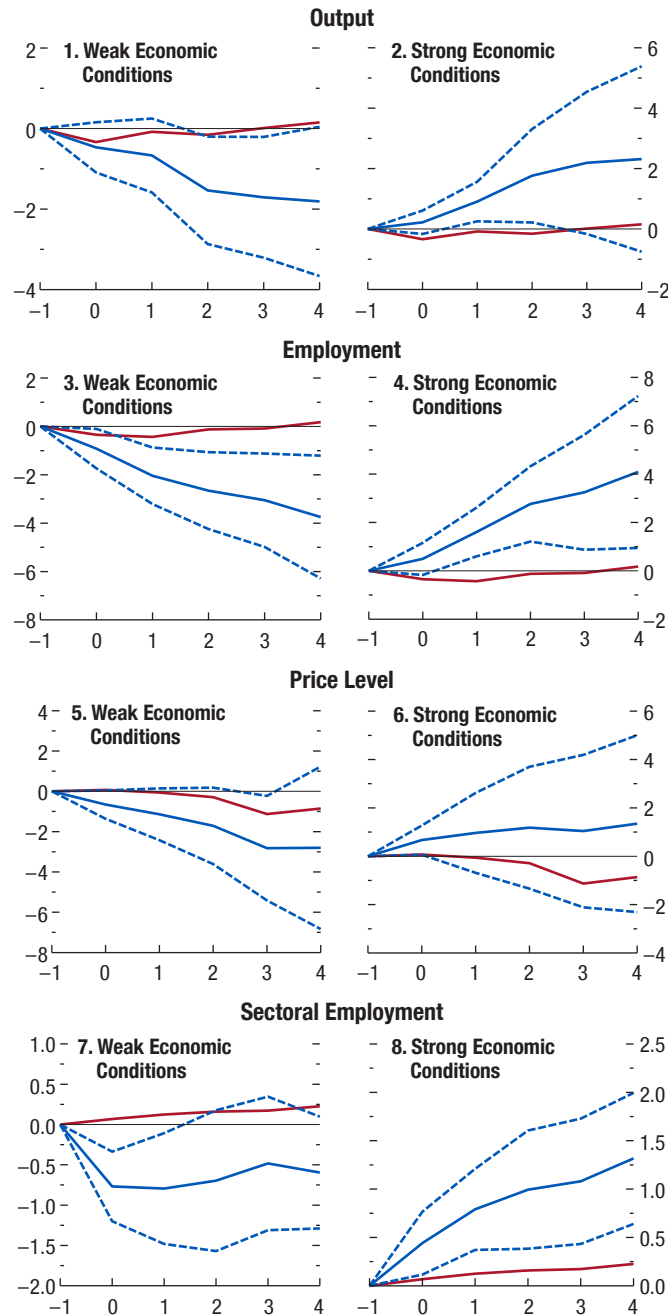 Output
1. Weak Economic
Conditions
2
0
−2
−4
−1 0 1 2 3 4
2. Strong Economic
Conditions
6
4
2
0
−2
−1 0 1 2 3 4
Employment
3. Weak Economic
Conditions
2
0
−2
−4
−6
−8
−1 0 1 2 3 4
4. Strong Economic
Conditions
8
6
4
2
0
−2
−1 0 1 2 3 4
Price Level
5. Weak Economic
Conditions
4
2
0
−2
−4
−6
−8
−1 0 1 2 3 4
6. Strong Economic
Conditions
6
4
2
0
−2
−4
−1 0 1 2 3 4
Sectoral Employment
7. Weak Economic
Conditions
1.0
0.5
0.0
−0.5
−1.0
−1.5
−2.0
−1 0 1 2 3 4
8. Strong Economic
Conditions
2.5
2.0
1.5
1.0
0.5
0.0
−1 0 1 2 3 4